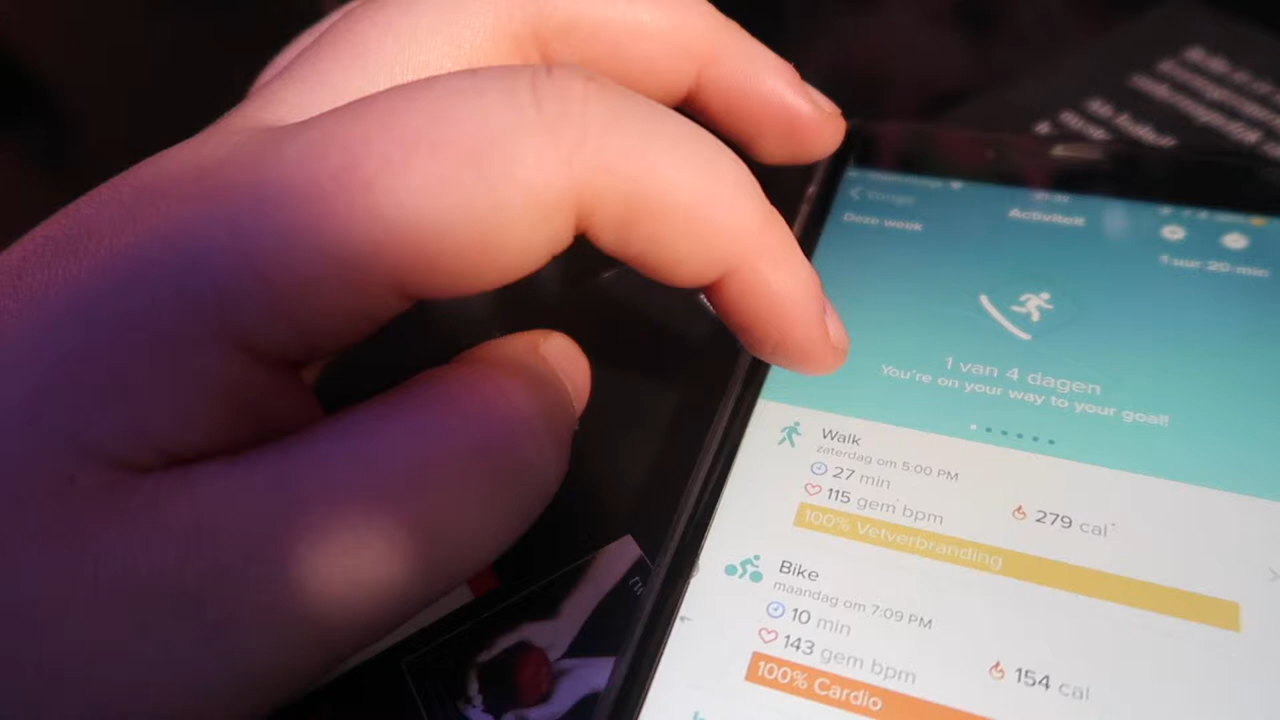 Deze week
Activiteit
1 uur 20 min
1 van 4 dagen
You're on your way to your goal!
Walk
zaterdag om 5:00 PM
27 min
115 gem bpm
279 cal
100% Vetverbranding
Bike
maandag om 7:09 PM
10 min
143 gem bpm
154 cal
100% Cardio